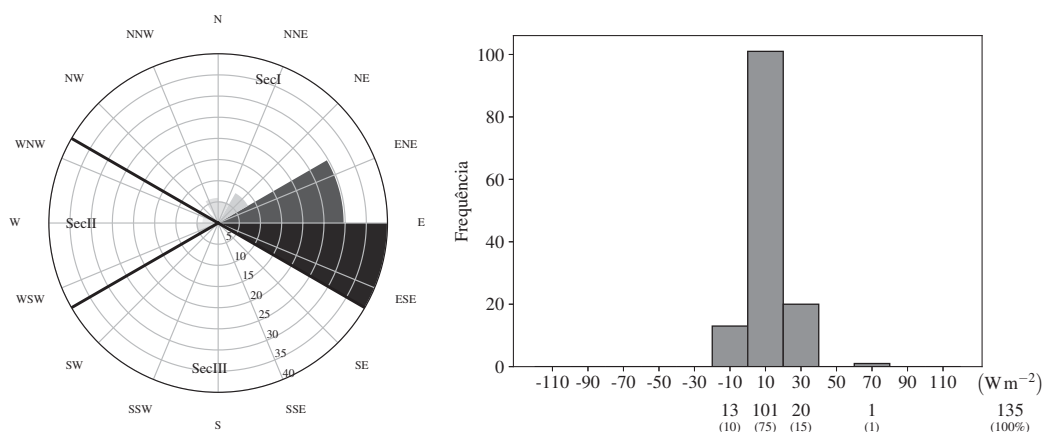 N
NNW
NNE
NW
NE
WNW
ENE
W
E
WSW
ESE
SW
SE
SSW
SSE
S
SecI
SecII
SecIII
5
10
15
20
25
30
35
40
Frequência
100
80
60
40
20
0
-110 -90 -70 -50 -30 -10 10 30 50 70 90 110 (Wm−2)
13 101 20 1 135
(10) (75) (15) (1) (100%)